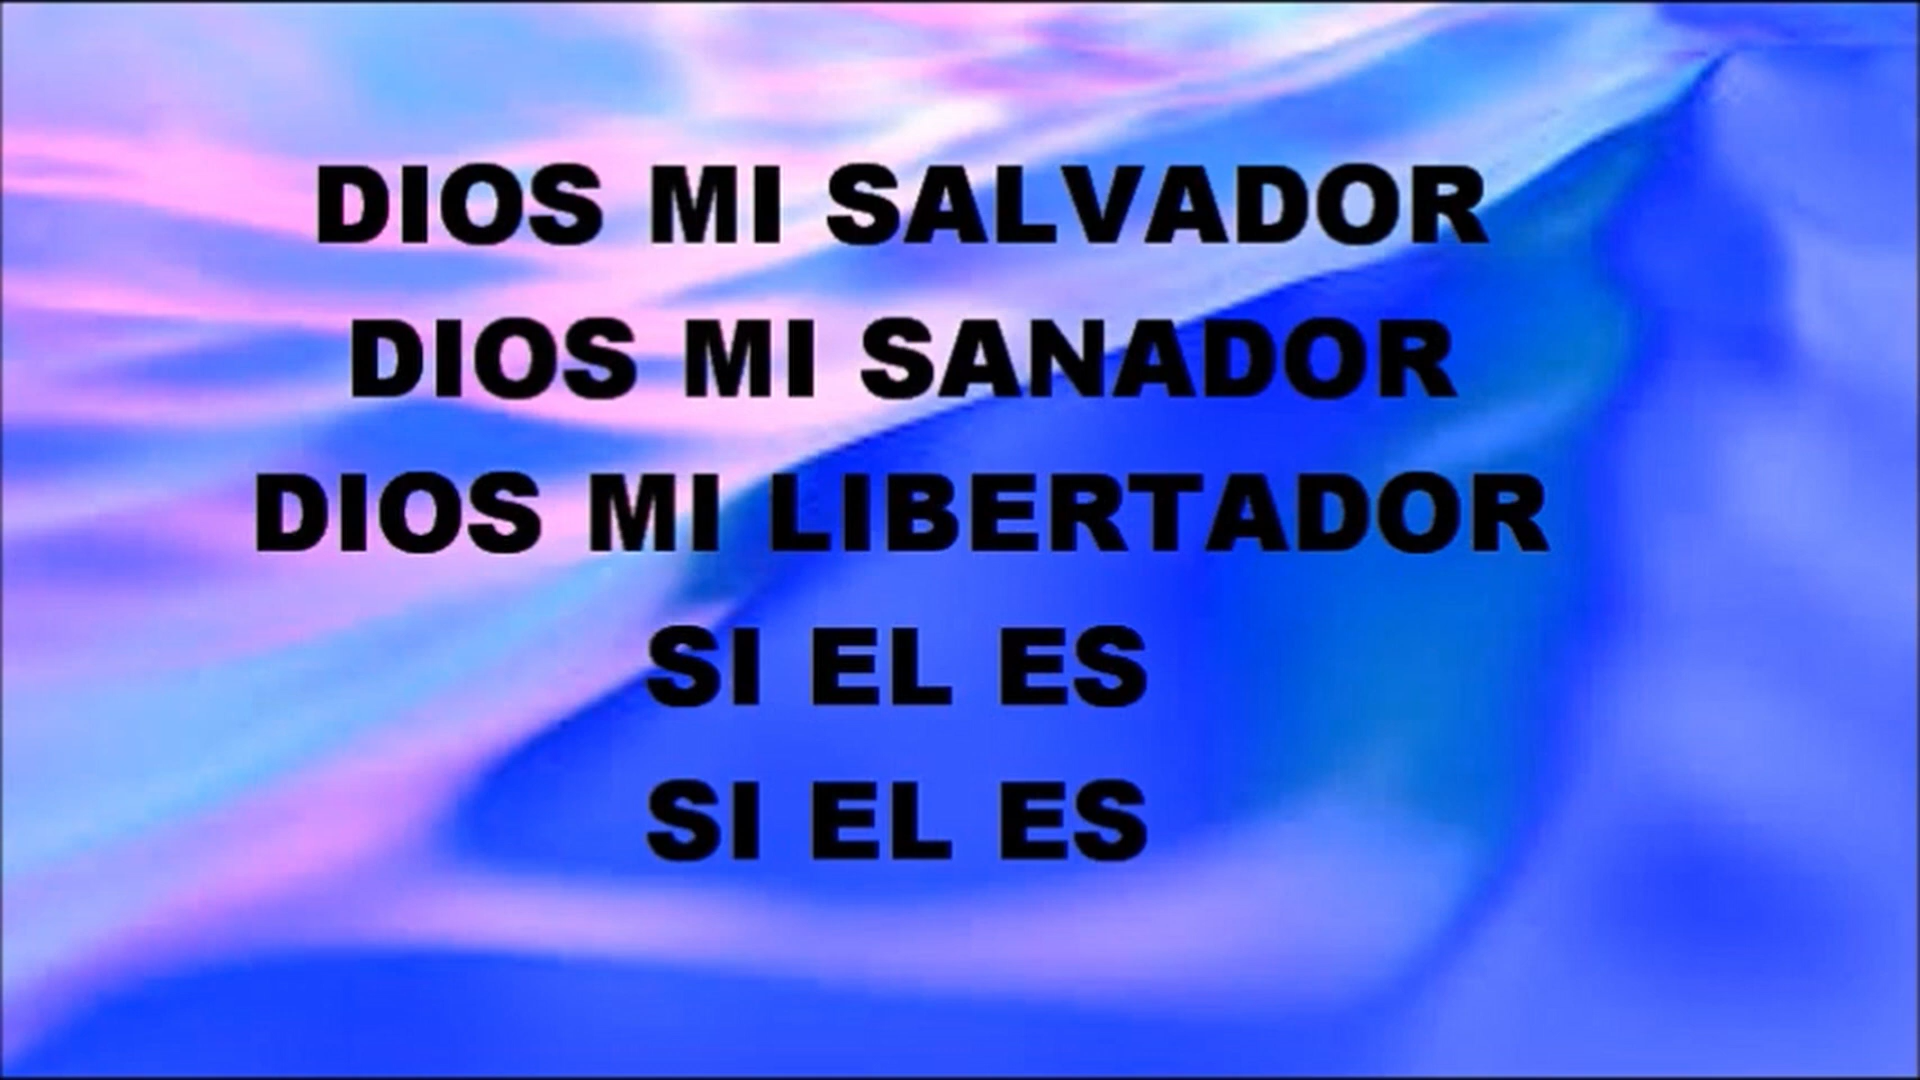 DIOS MI SALVADOR
DIOS MI SANADOR
DIOS MI LIBERTADOR
SI EL ES
SI EL ES